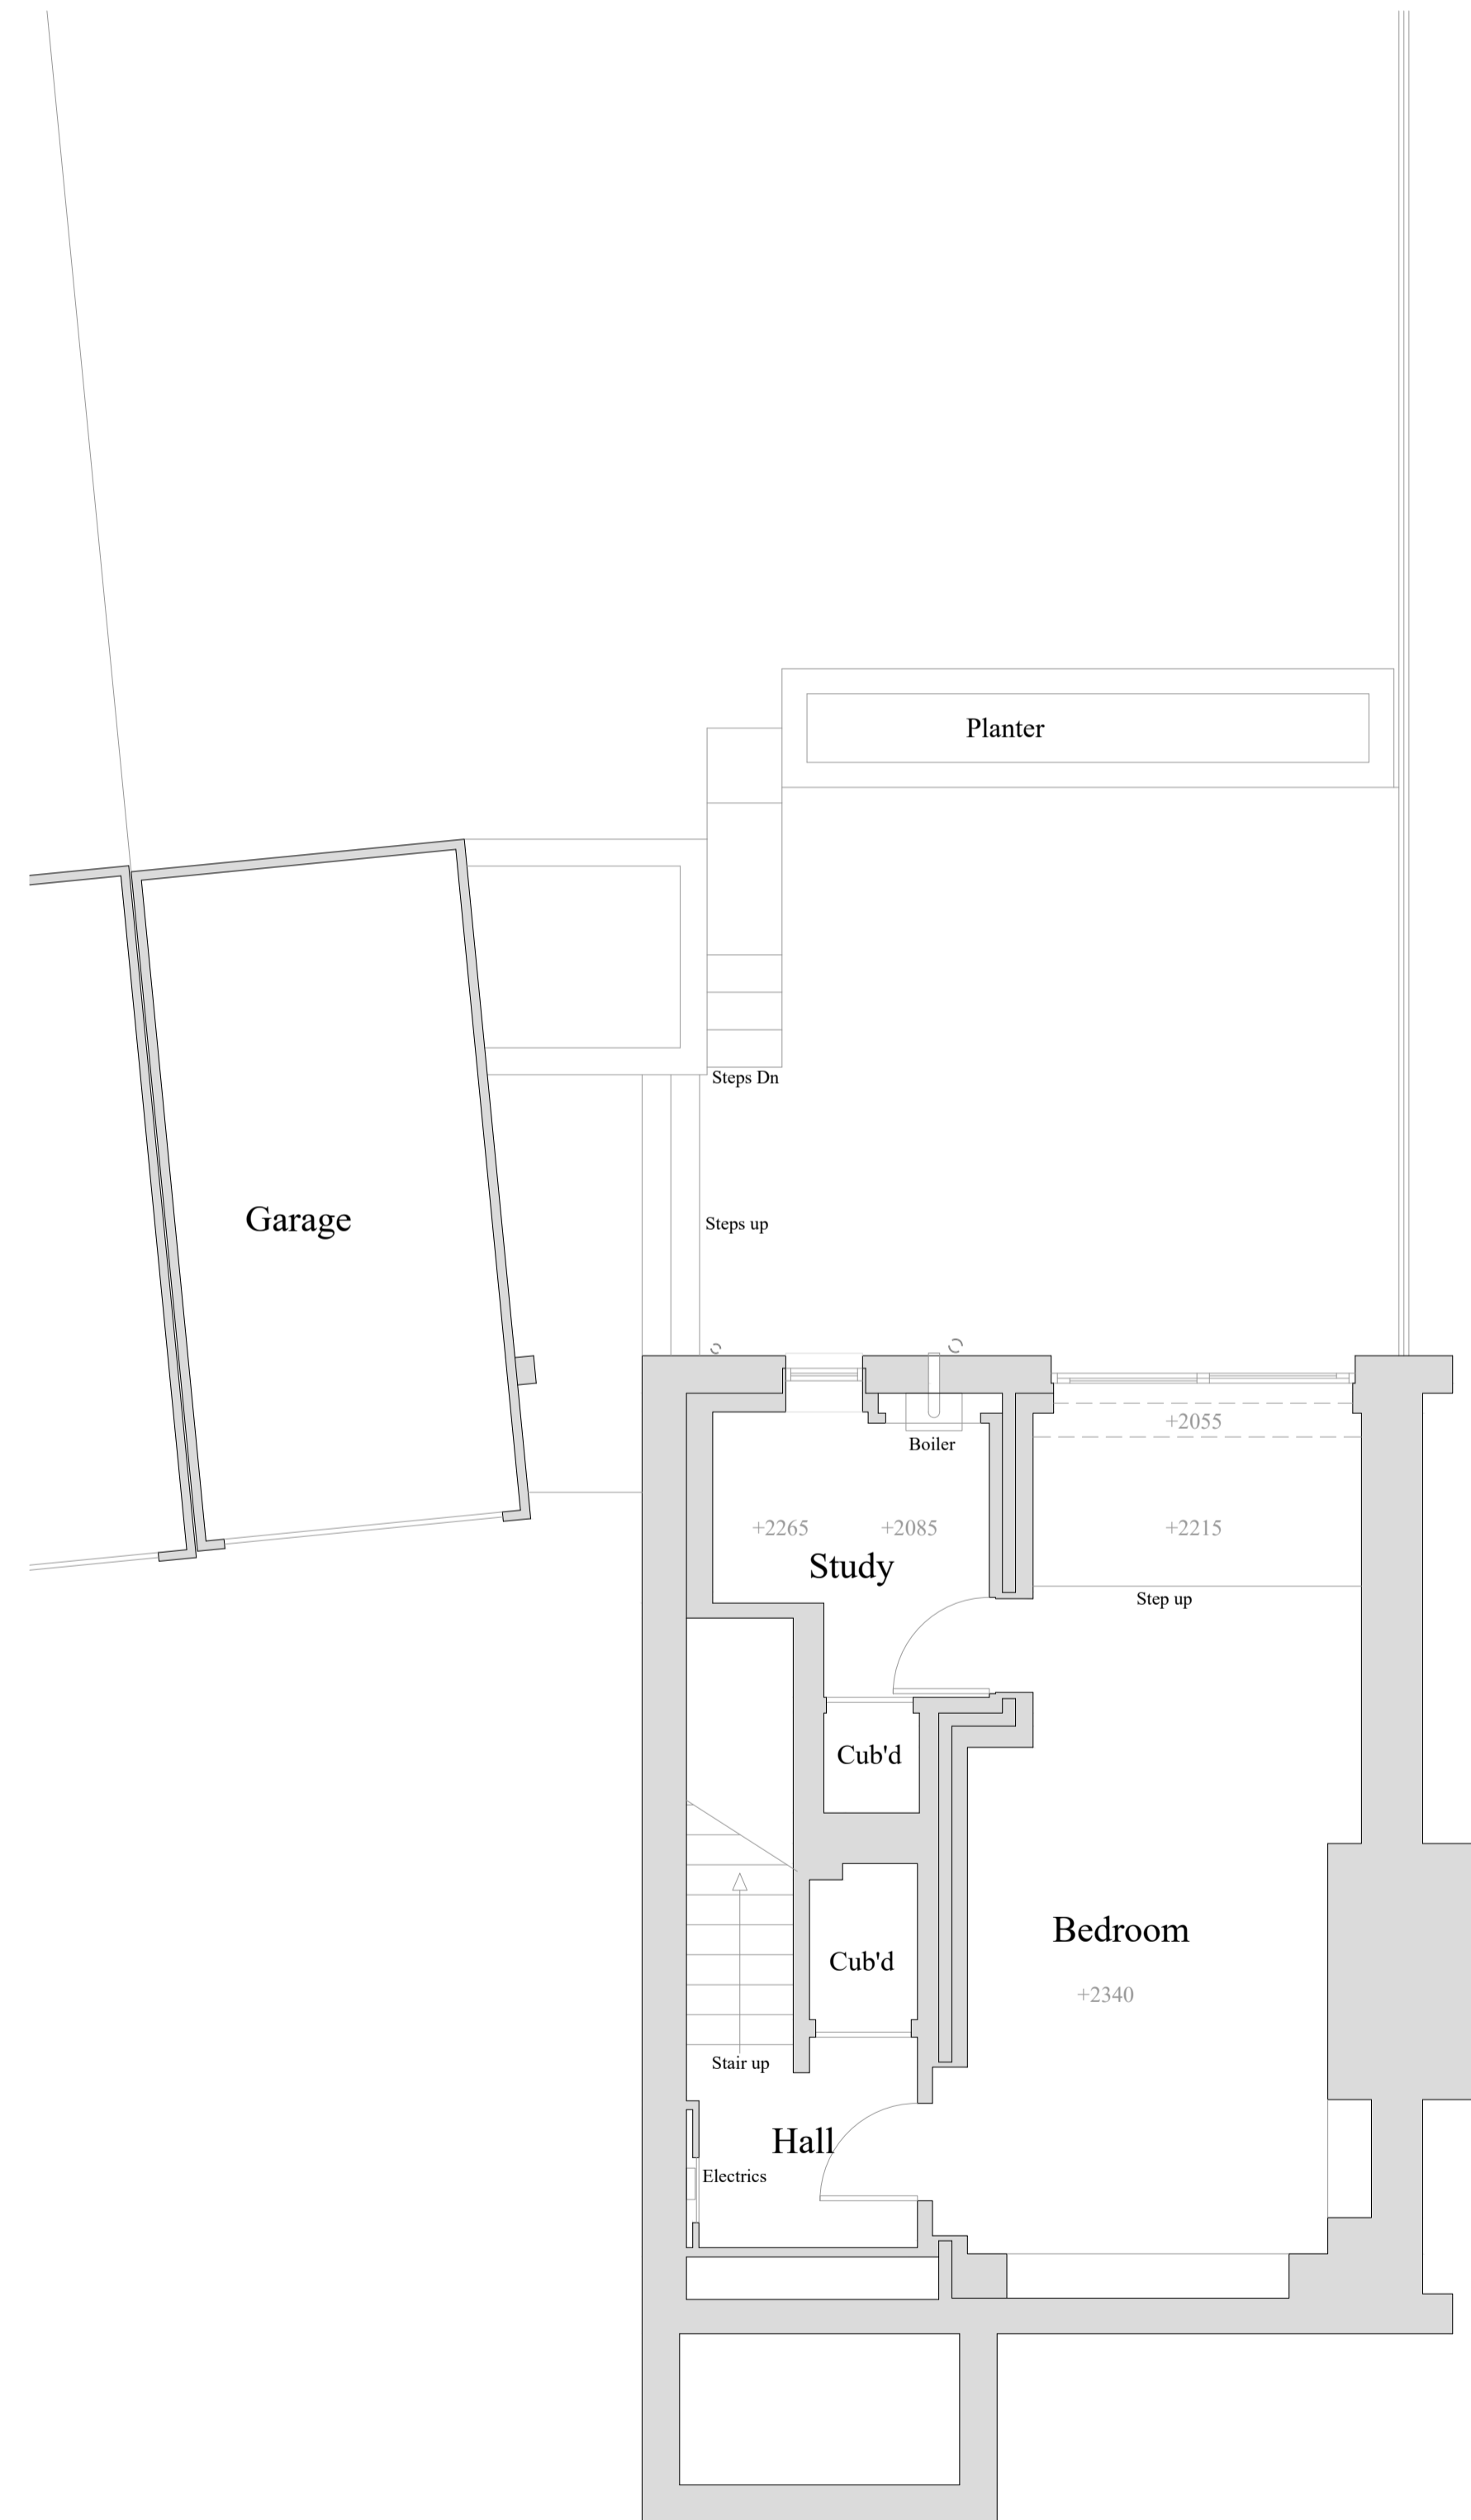 Planter
Steps Dn
Garage
Steps up
+2055
Boiler
+2265
+2085
+2215
Study
Step up
Cub'd
Bedroom
Cub'd
+2340
Stair up
Hall
Electrics